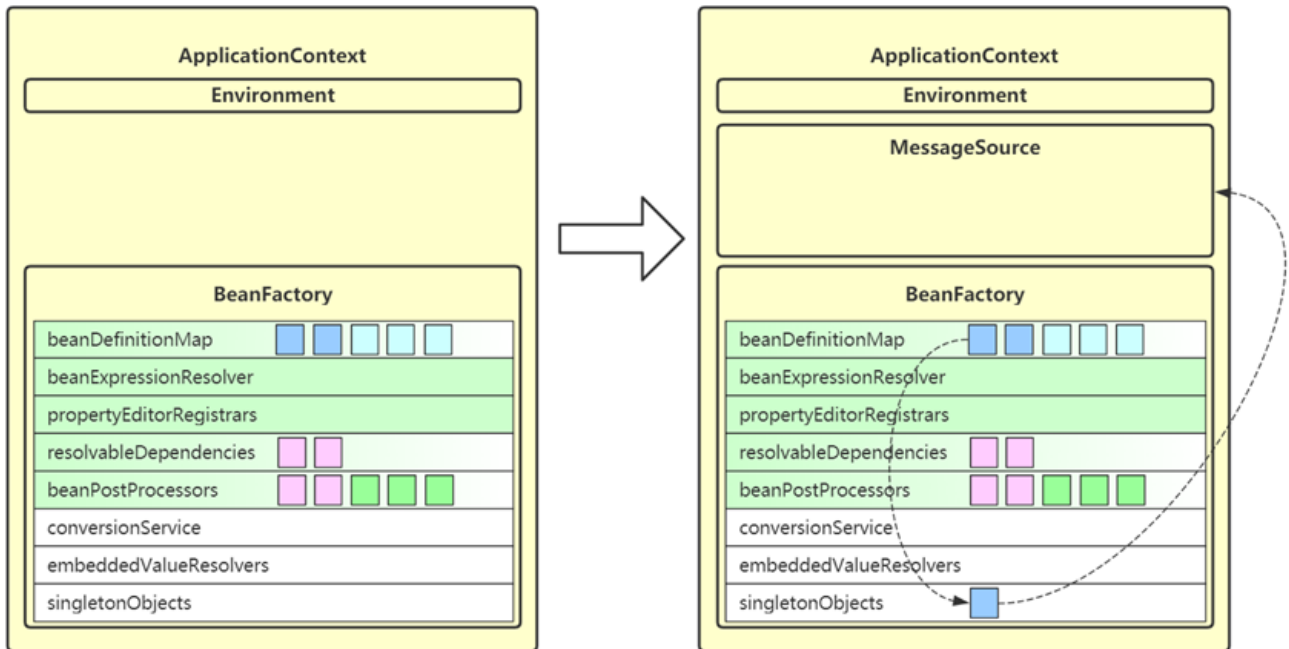 ApplicationContext
Environment
BeanFactory
beanDefinitionMap
beanExpressionResolver
propertyEditorRegistrars
resolvableDependencies
beanPostProcessors
conversionService
embeddedValueResolvers
singletonObjects
ApplicationContext
Environment
MessageSource
BeanFactory
beanDefinitionMap
beanExpressionResolver
propertyEditorRegistrars
resolvableDependencies
beanPostProcessors
conversionService
embeddedValueResolvers
singletonObjects